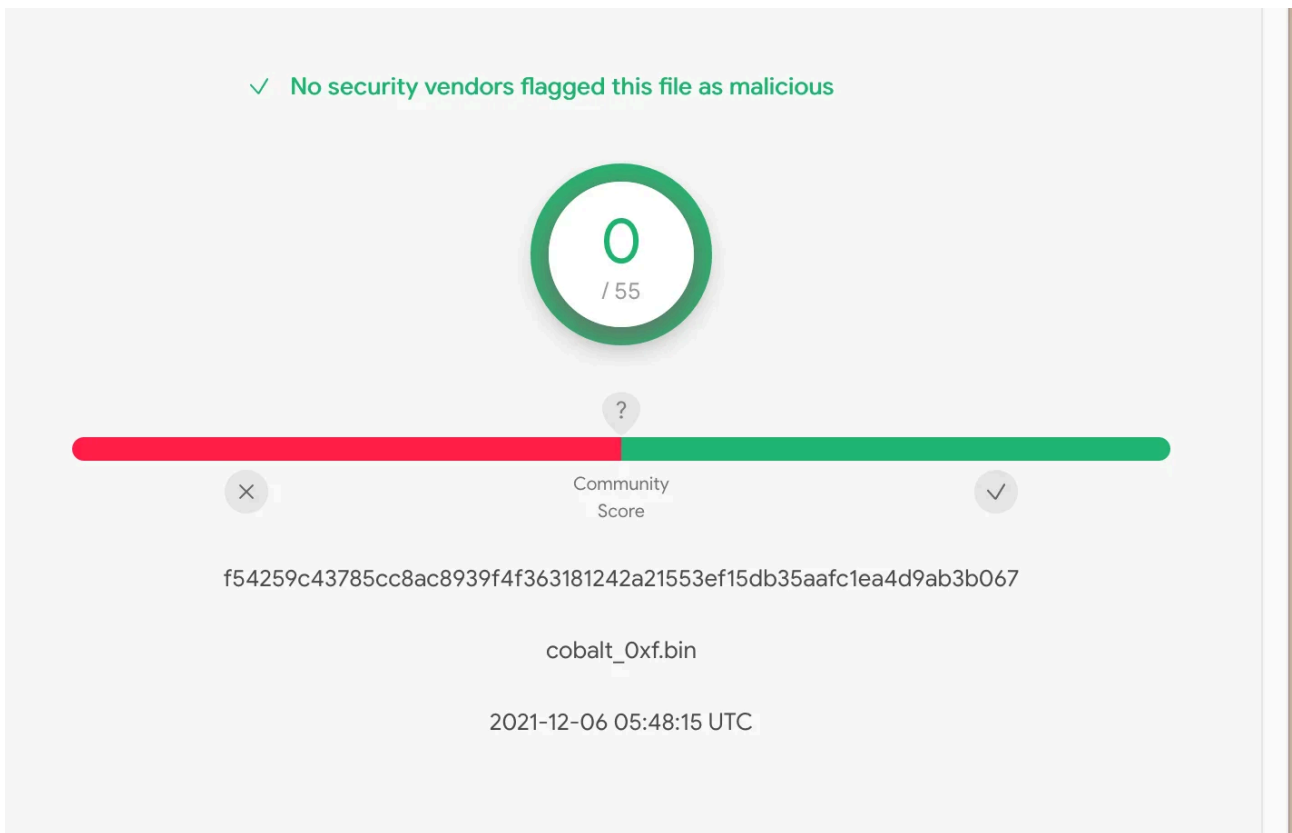 No security vendors flagged this file as malicious
0
/ 55
?
Community
Score
f54259c43785cc8ac8939f4f363181242a21553ef15db35aafc1ea4d9ab3b067
cobalt_0xf.bin
2021-12-06 05:48:15 UTC